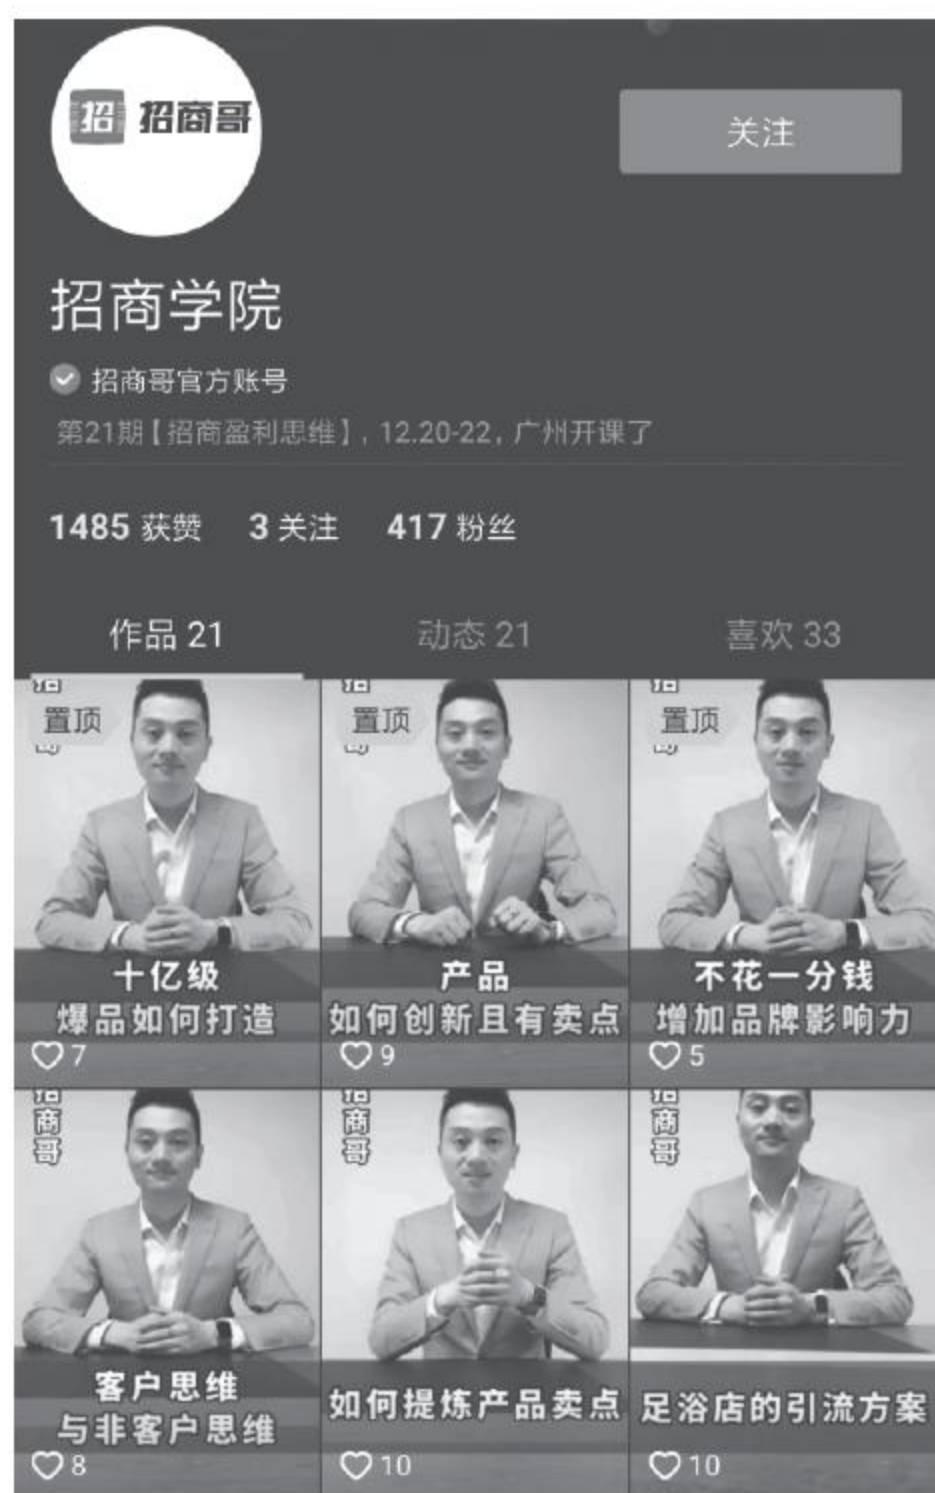 招 招商哥
关注
招商学院
招商哥官方账号
第21期【招商盈利思维】，12.20-22，广州开课了
1485 获赞 3 关注 417 粉丝
作品 21 动态 21 喜欢 33
置顶 置顶 置顶
十亿级
爆品如何打造
7
产品
如何创新且有卖点
9
不花一分钱
增加品牌影响力
5
招商哥
客户思维
与非客户思维
8
招商哥
如何提炼产品卖点
10
招商哥
足浴店的引流方案
10